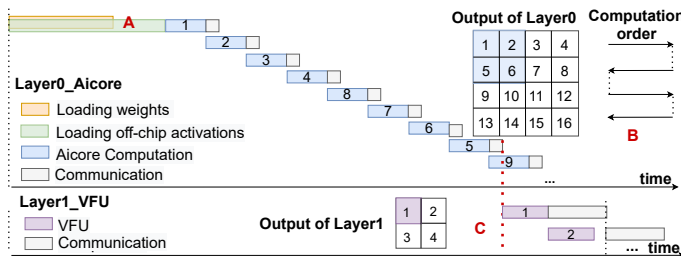 A
1
2
3
4
8
7
6
5
9
...
time
Layer0_Aicore
Loading weights
Loading off-chip activations
Aicore Computation
Communication
Output of Layer0
1 2 3 4
5 6 7 8
9 10 11 12
13 14 15 16
Computation
order
B
Layer1_VFU
VFU
Communication
Output of Layer1
1 2
3 4
C
1
2
...
time